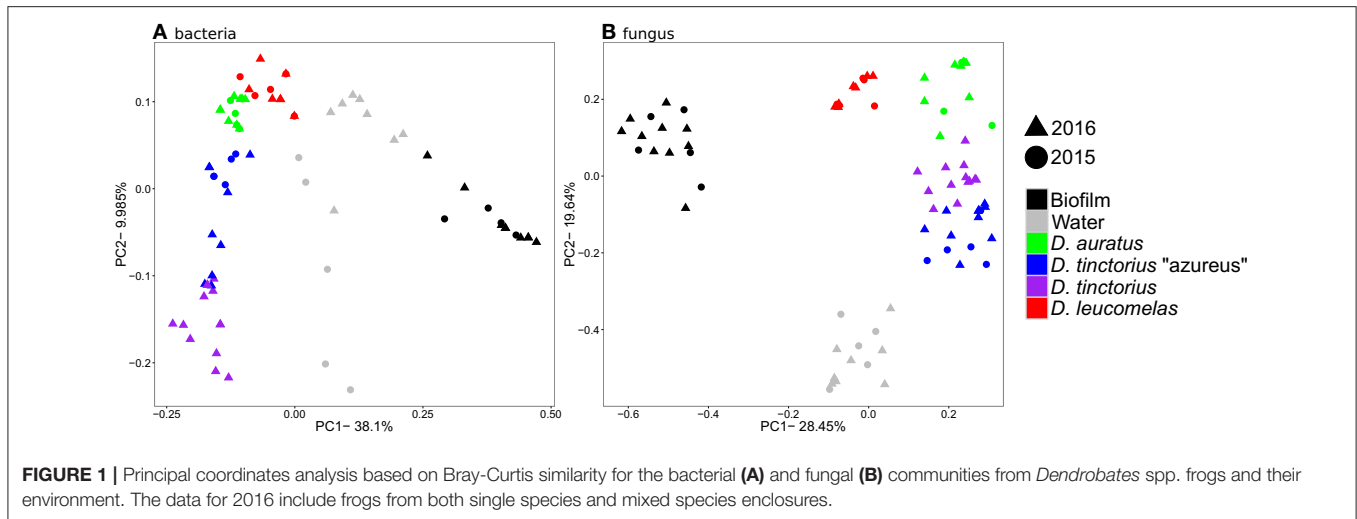 A bacteria
0.1
0.0
−0.1
−0.2
PC2− 9.985%
−0.25
0.00
0.25
0.50
PC1− 38.1%
B fungus
0.2
0.0
−0.2
−0.4
PC2− 19.64%
−0.6
−0.4
−0.2
0.0
0.2
PC1− 28.45%
2016
2015
Biofilm
Water
D. auratus
D. tinctorius "azureus"
D. tinctorius
D. leucomelas
FIGURE 1 | Principal coordinates analysis based on Bray-Curtis similarity for the bacterial (A) and fungal (B) communities from Dendrobates spp. frogs and their
environment. The data for 2016 include frogs from both single species and mixed species enclosures.